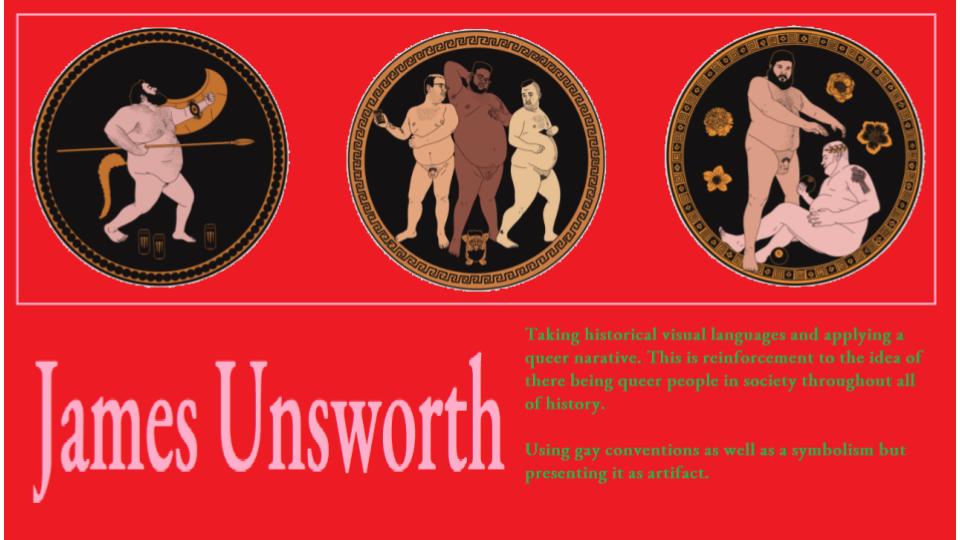 James Unsworth
Taking historical visual languages and applying a
queer narative. This is reinforcement to the idea of
there being queer people in society throughout all
of history.
Using gay conventions as well as a symbolism but
presenting it as artifact.